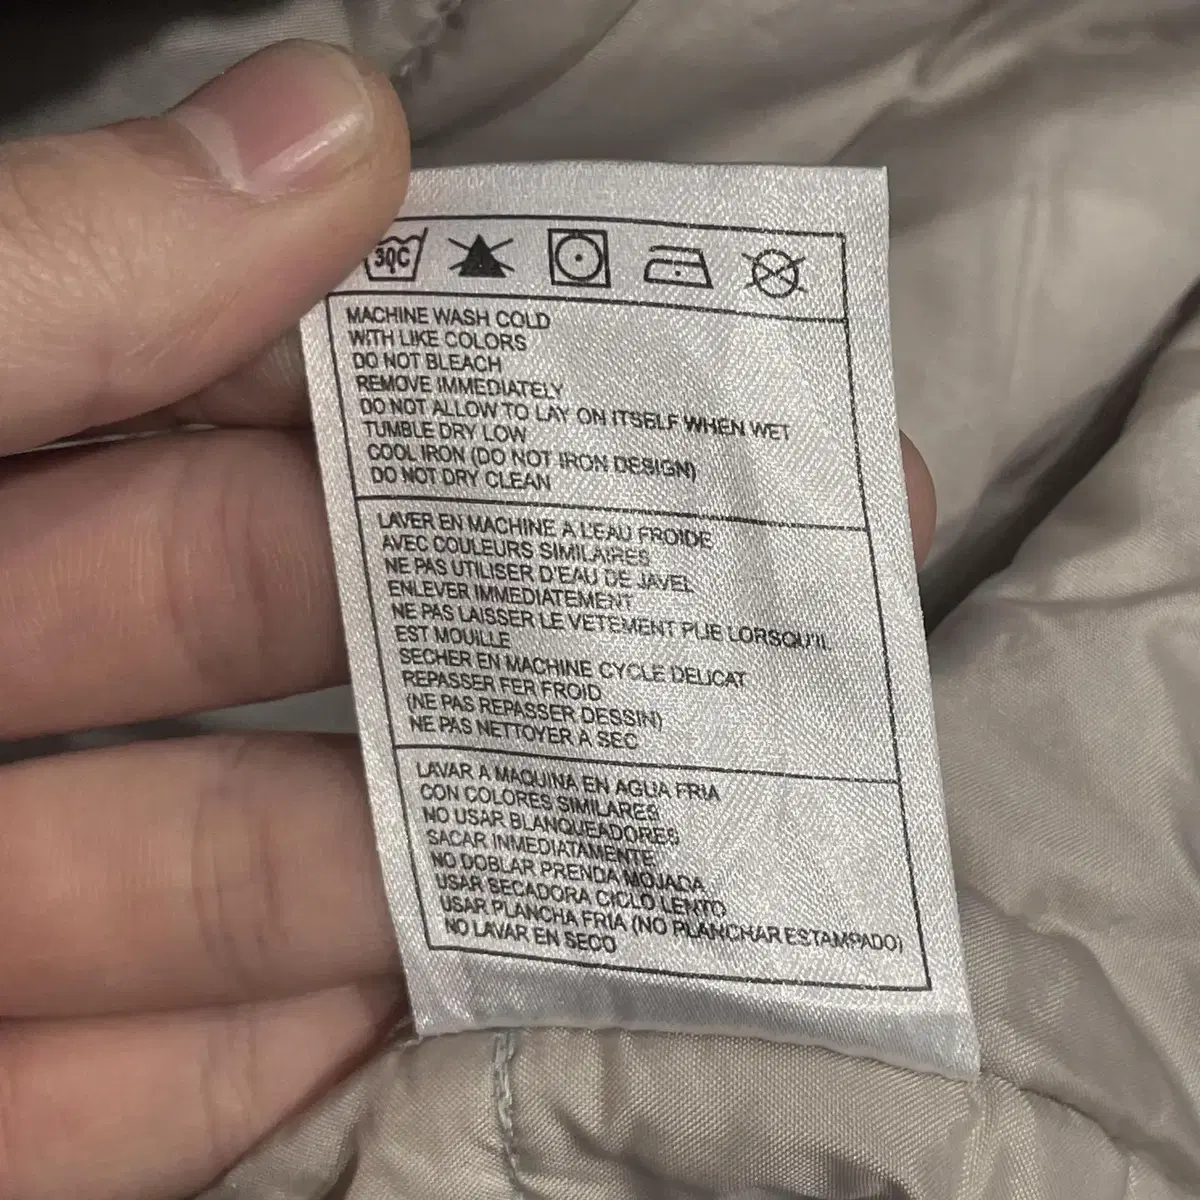 30C
MACHINE WASH COLD
WITH LIKE COLORS
DO NOT BLEACH
REMOVE IMMEDIATELY
DO NOT ALLOW TO LAY ON ITSELF WHEN WET
TUMBLE DRY LOW
COOL IRON (DO NOT IRON DESIGN)
DO NOT DRY CLEAN
LAVER EN MACHINE A L'EAU FROIDE
AVEC COULEURS SIMILAIRES
NE PAS UTILISER D'EAU DE JAVEL
ENLEVER IMMEDIATEMENT
NE PAS LAISSER LE VETEMENT PLIE LORSQU'IL
EST MOUILLE
SECHER EN MACHINE CYCLE DELICAT
REPASSER FER FROID
(NE PAS REPASSER DESSIN)
NE PAS NETTOYER A SEC
LAVAR A MAQUINA EN AGUA FRIA
CON COLORES SIMILARES
NO USAR BLANQUEADORES
SACAR INMEDIATAMENTE
NO DOBLAR PRENDA MOJADA
USAR SECADORA CICLO LENTO
USAR PLANCHA FRIA (NO PLANCHAR ESTAMPADO)
NO LAVAR EN SECO